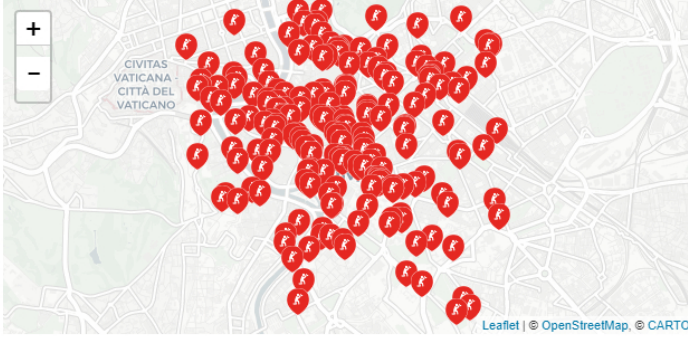 +
−
CIVITAS
VATICANA -
CITTÀ DEL
VATICANO
Leaflet | © OpenStreetMap, © CARTO